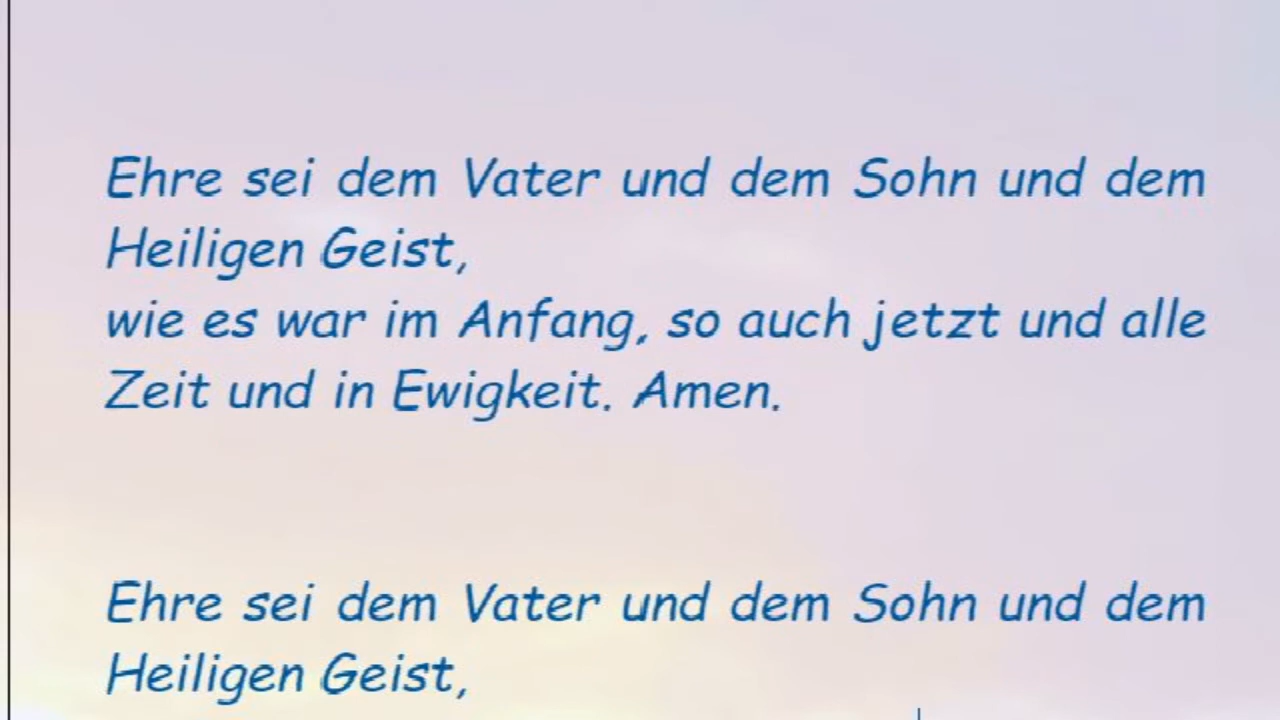 Ehre sei dem Vater und dem Sohn und dem
Heiligen Geist,
wie es war im Anfang, so auch jetzt und alle
Zeit und in Ewigkeit. Amen.
Ehre sei dem Vater und dem Sohn und dem
Heiligen Geist,